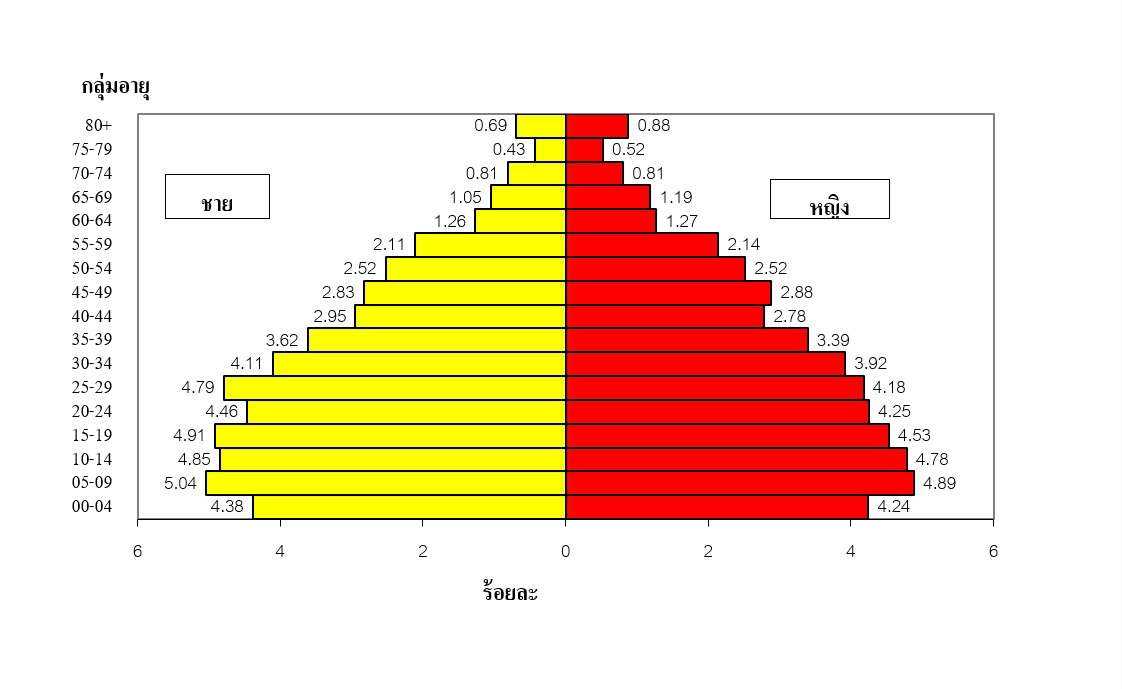 กลุ่มอายุ
80+ 0.69 0.88
75-79 0.43 0.52
70-74 0.81 0.81
65-69 1.05 1.19
ชาย หญิง
60-64 1.26 1.27
55-59 2.11 2.14
50-54 2.52 2.52
45-49 2.83 2.88
40-44 2.95 2.78
35-39 3.62 3.39
30-34 4.11 3.92
25-29 4.79 4.18
20-24 4.46 4.25
15-19 4.91 4.53
10-14 4.85 4.78
05-09 5.04 4.89
00-04 4.38 4.24
6 4 2 0 2 4 6
ร้อยละ